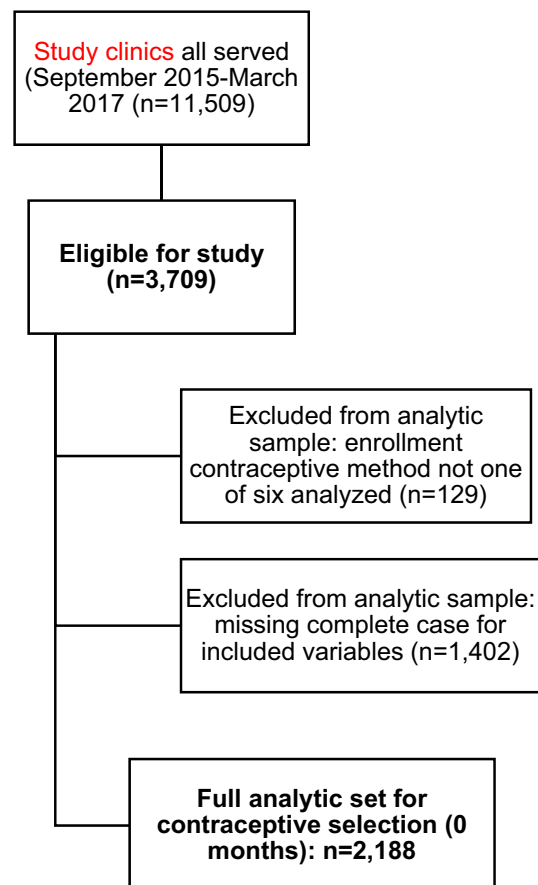 Study clinics all served
(September 2015-March
2017 (n=11,509)
Eligible for study
(n=3,709)
Excluded from analytic
sample: enrollment
contraceptive method not one
of six analyzed (n=129)
Excluded from analytic sample:
missing complete case for
included variables (n=1,402)
Full analytic set for
contraceptive selection (0
months): n=2,188